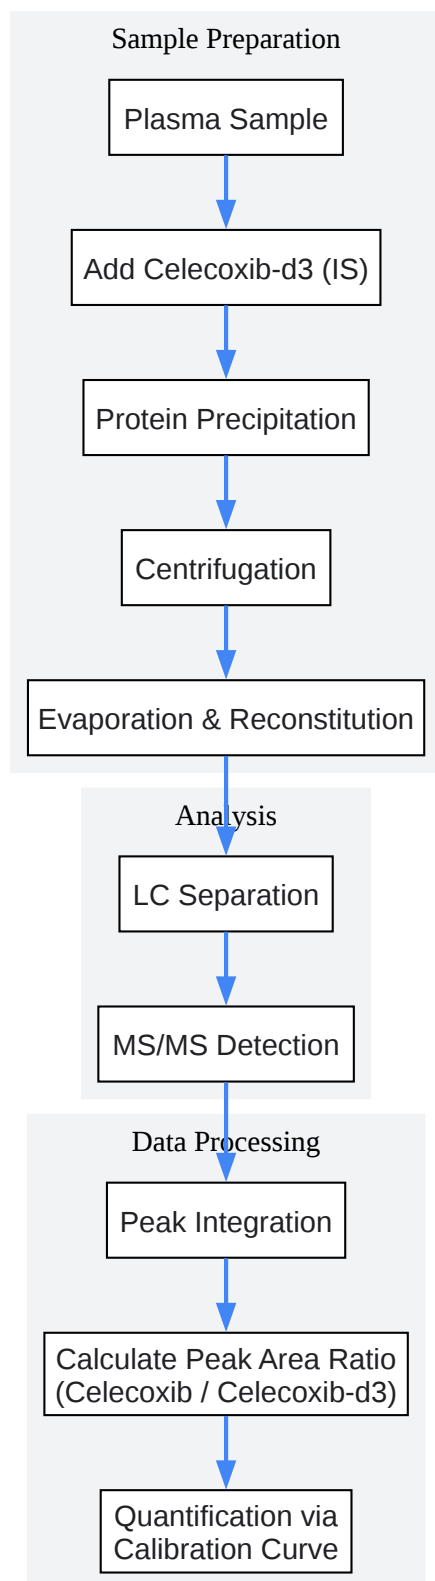 Sample Preparation
Plasma Sample
Add Celecoxib-d3 (IS)
Protein Precipitation
Centrifugation
Evaporation & Reconstitution
Analysis
LC Separation
MS/MS Detection
Data Processing
Peak Integration
Calculate Peak Area Ratio
(Celecoxib / Celecoxib-d3)
Quantification via
Calibration Curve